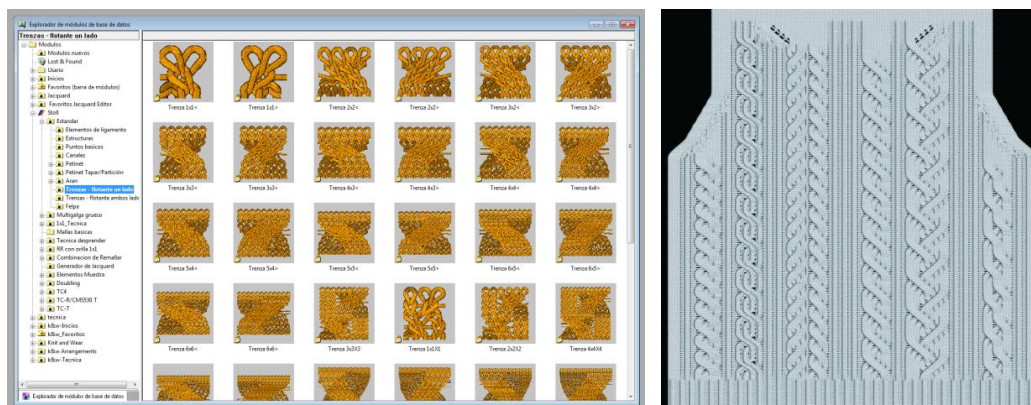 Explorador de módulos de base de datos
Trenzas - flotante un lado
Modulos
Modulos nuevos
Lost & Found
Usario
Inicios
Favoritos (barra de módulos)
Jacquard
Favoritos Jacquard Editor
Stoll
Estandar
Elementos de ligamento
Estructuras
Puntos basicos
Canales
Petinet
Petinet Tapar/Partición
Aran
Trenzas - flotante un lado
Trenzas - flotante ambos lado
Felpa
Multigalga grueso
1x1_Tecnica
Mallas basicas
Tecnica desprender
RR con orilla 1x1
Combinacion de Remallar
Generador de Jacquard
Elementos Muestra
Doubling
TC4
TC-R/CMS530 T
TC-T
tecnica
k&w-Inicios
k&w_Favoritos
Knit and Wear
k&w Arrangements
k&w-Tecnica
Explorador de módulos de base de datos
Trenza 1x1< Trenza 1x1> Trenza 2x2< Trenza 2x2> Trenza 3x2< Trenza 3x2>
Trenza 3x3< Trenza 3x3> Trenza 4x3< Trenza 4x3> Trenza 4x4< Trenza 4x4>
Trenza 5x4< Trenza 5x4> Trenza 5x5< Trenza 5x5> Trenza 6x5< Trenza 6x5>
Trenza 6x6< Trenza 6x6> Trenza 3x3X3 Trenza 1x1X1 Trenza 2x2X2 Trenza 4x4X4